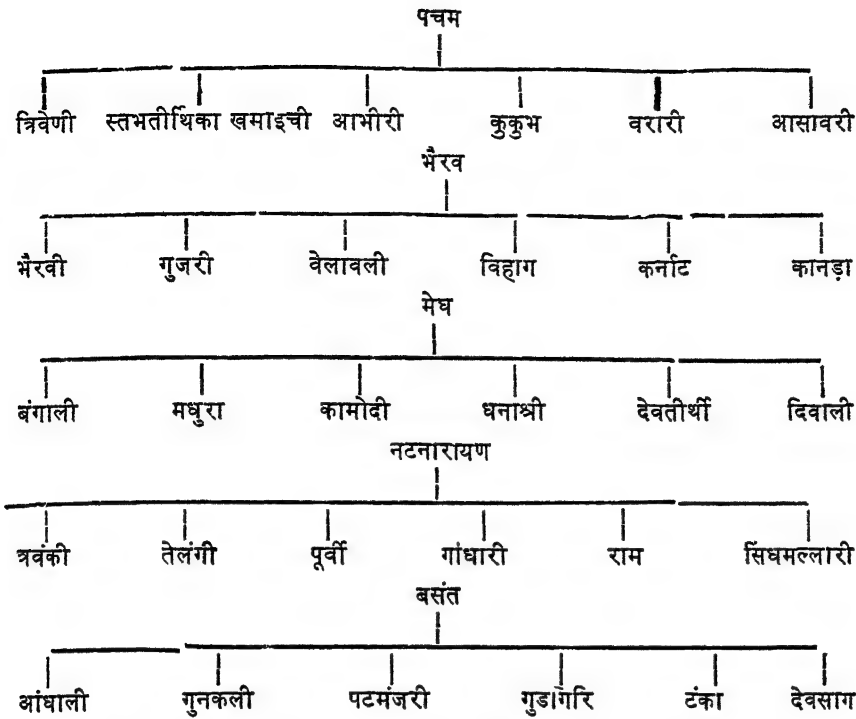 पचम
त्रिवेणी स्तभतीर्थिका खमाइची आभीरी कुकुभ वरारी आसावरी
भैरव
भैरवी गुजरी वेलावली विहाग कर्नाट कानड़ा
मेघ
बंगाली मधुरा कामोदी धनाश्री देवतीर्थी दिवाली
नटनारायण
त्रवंकी तेलंगी पूर्वी गांधारी राम सिंधमल्लारी
बसंत
आंधाली गुनकली पटमंजरी गुडागरि टंका देवसाग